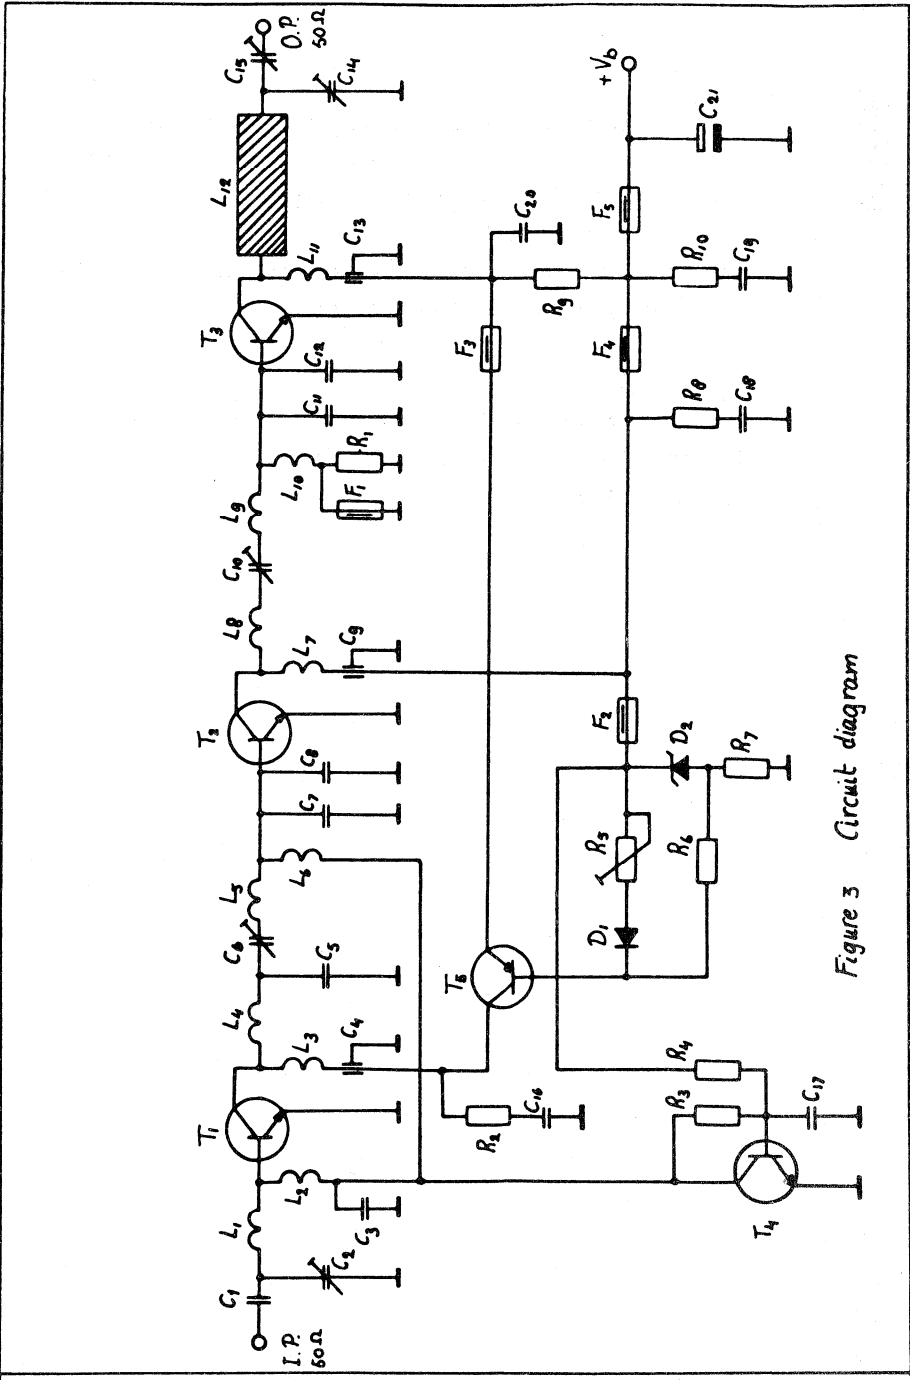 I.P.
50Ω
C1
C2
L1
L2
C3
T1
L3
C4
L4
C5
C6
L5
L6
C7
C8
T2
L7
C9
L8
C10
L9
L10
F1
R1
C11
C12
T3
L11
C13
L12
C14
C15
O.P.
50Ω
R2
C16
T5
F3
C20
R9
+Vb
C21
F5
R10
C19
F4
R8
C18
F2
D2
R7
R5
R6
D1
R4
R3
C17
T4
Figure 3 Circuit diagram